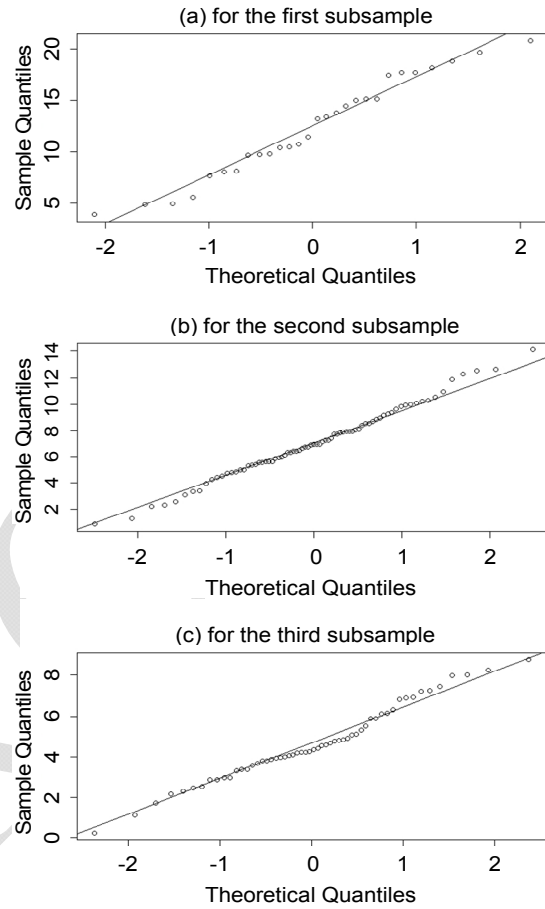 (a) for the first subsample
20
15
10
5
Sample Quantiles
-2 -1 0 1 2
Theoretical Quantiles
(b) for the second subsample
14
12
10
8
6
4
2
Sample Quantiles
-2 -1 0 1 2
Theoretical Quantiles
(c) for the third subsample
8
6
4
2
0
Sample Quantiles
-2 -1 0 1 2
Theoretical Quantiles